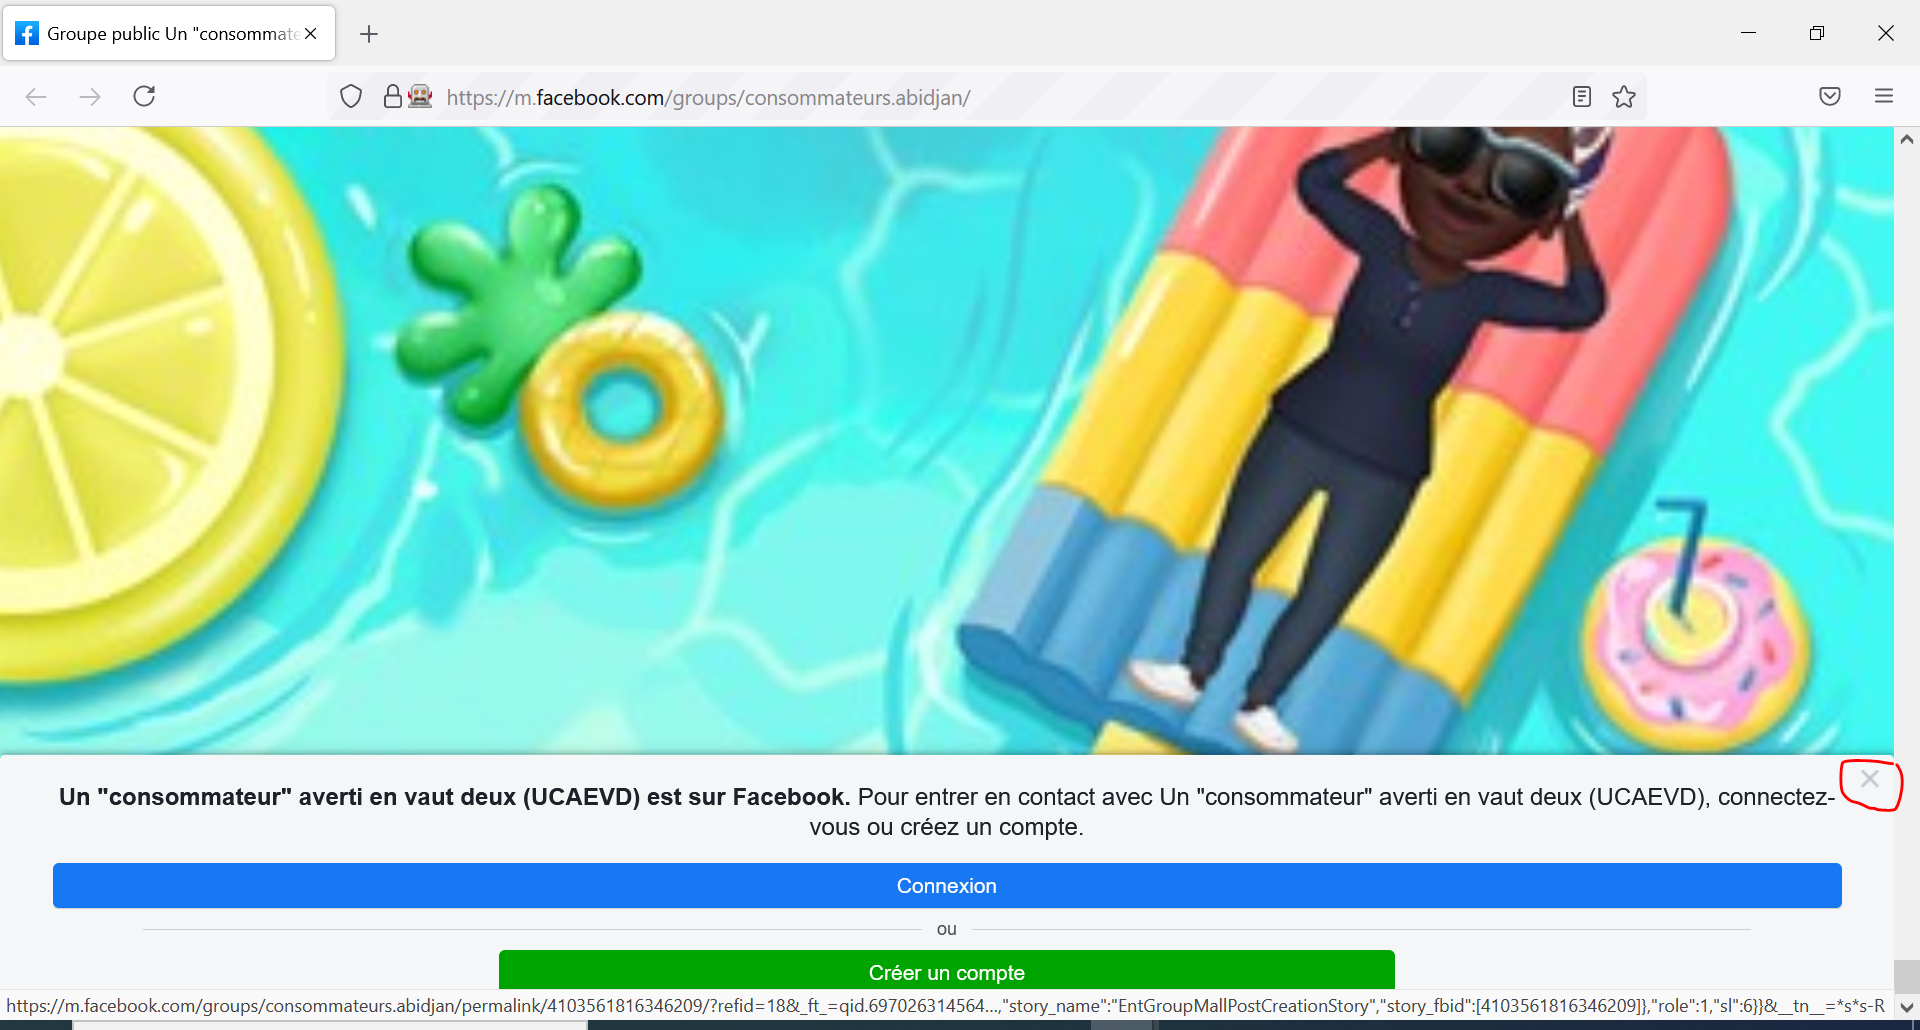 Groupe public Un "consommate
https://m.facebook.com/groups/consommateurs.abidjan/
Un "consommateur" averti en vaut deux (UCAEVD) est sur Facebook. Pour entrer en contact avec Un "consommateur" averti en vaut deux (UCAEVD), connectez-
vous ou créez un compte.
Connexion
ou
Créer un compte
https://m.facebook.com/groups/consommateurs.abidjan/permalink/4103561816346209/?refid=18&_ft_=qid.697026314564...,"story_name":"EntGroupMallPostCreationStory","story_fbid":[4103561816346209]},"role":1,"sl":6}}&__tn__=*s*s-R